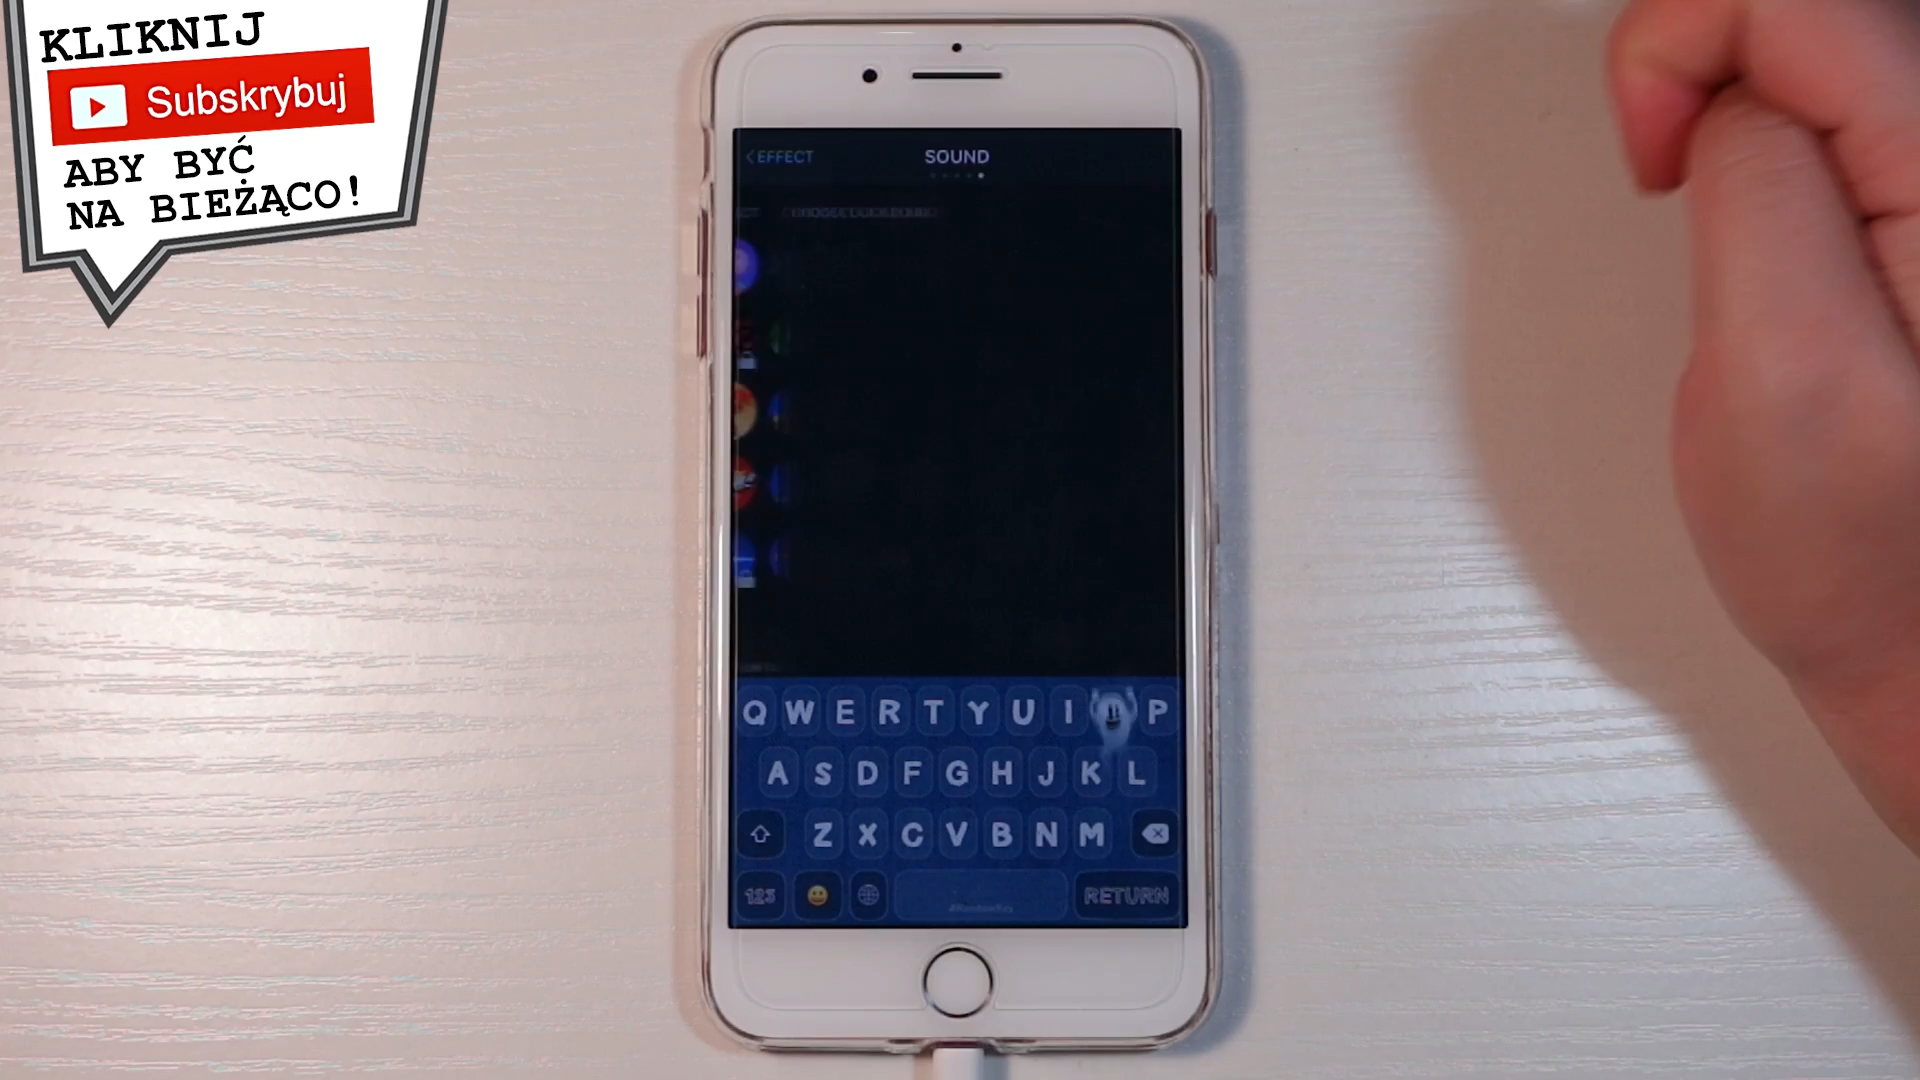 KLIKNIJ
Subskrybuj
ABY BYĆ
NA BIEŻĄCO!
EFFECT
SOUND
Q W E R T Y U I P
A S D F G H J K L
Z X C V B N M
123
RETURN